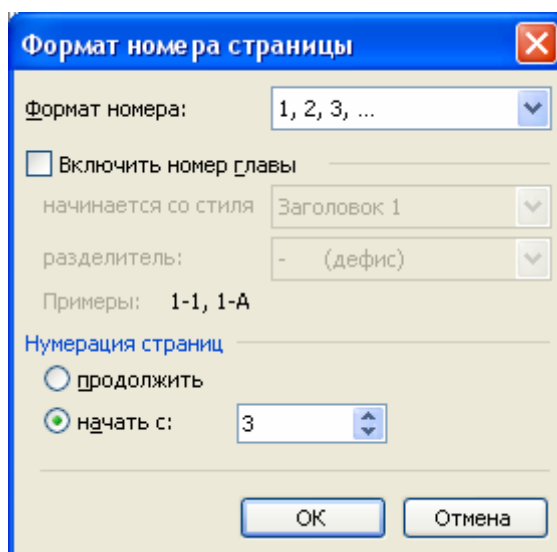 Формат номера страницы
Формат номера: 1, 2, 3, ...
Включить номер главы
начинается со стиля Заголовок 1
разделитель: - (дефис)
Примеры: 1-1, 1-A
Нумерация страниц
продолжить
начать с: 3
ОК Отмена